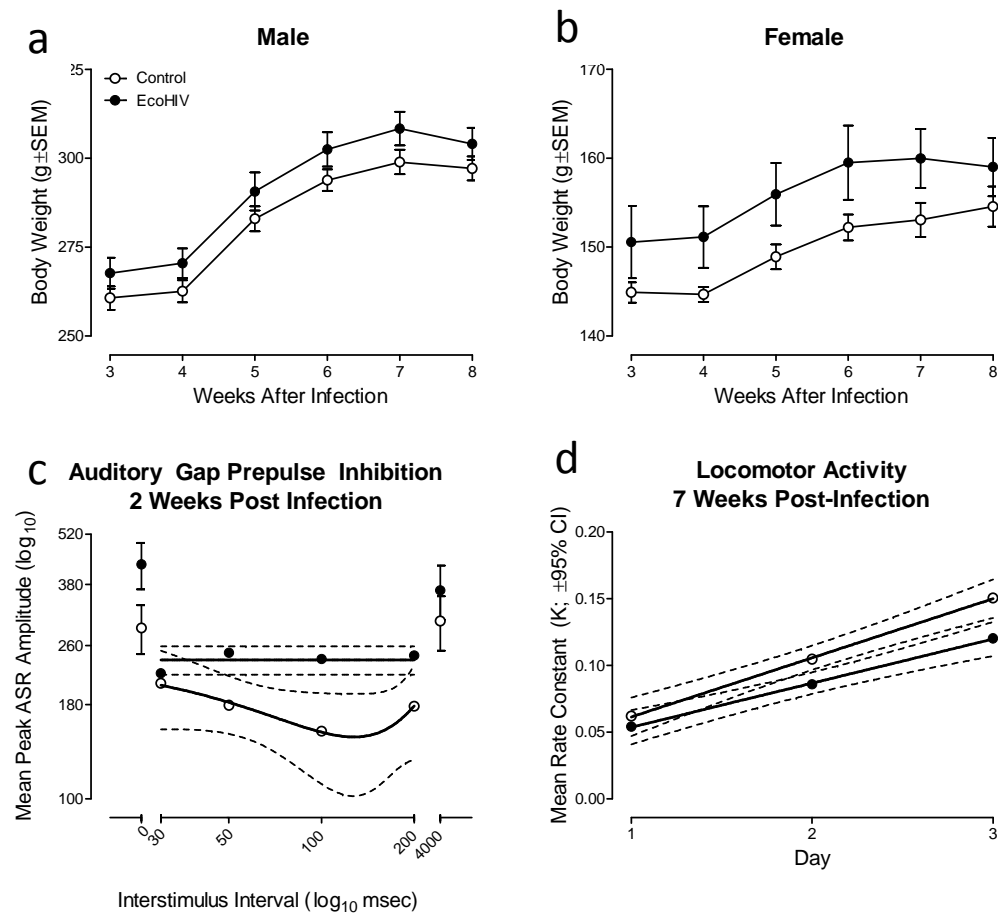 a
Male
25
Control
EcoHIV
300
275
250
Body Weight (g±SEM)
3 4 5 6 7 8
Weeks After Infection
b
Female
170
160
150
140
Body Weight (g±SEM)
3 4 5 6 7 8
Weeks After Infection
c
Auditory Gap Prepulse Inhibition
2 Weeks Post Infection
520
380
260
180
100
Mean Peak ASR Amplitude (log10)
0 30 50 100 200 4000
Interstimulus Interval (log10 msec)
d
Locomotor Activity
7 Weeks Post-Infection
0.20
0.15
0.10
0.05
0.00
Mean Rate Constant (K; ±95% CI)
1 2 3
Day